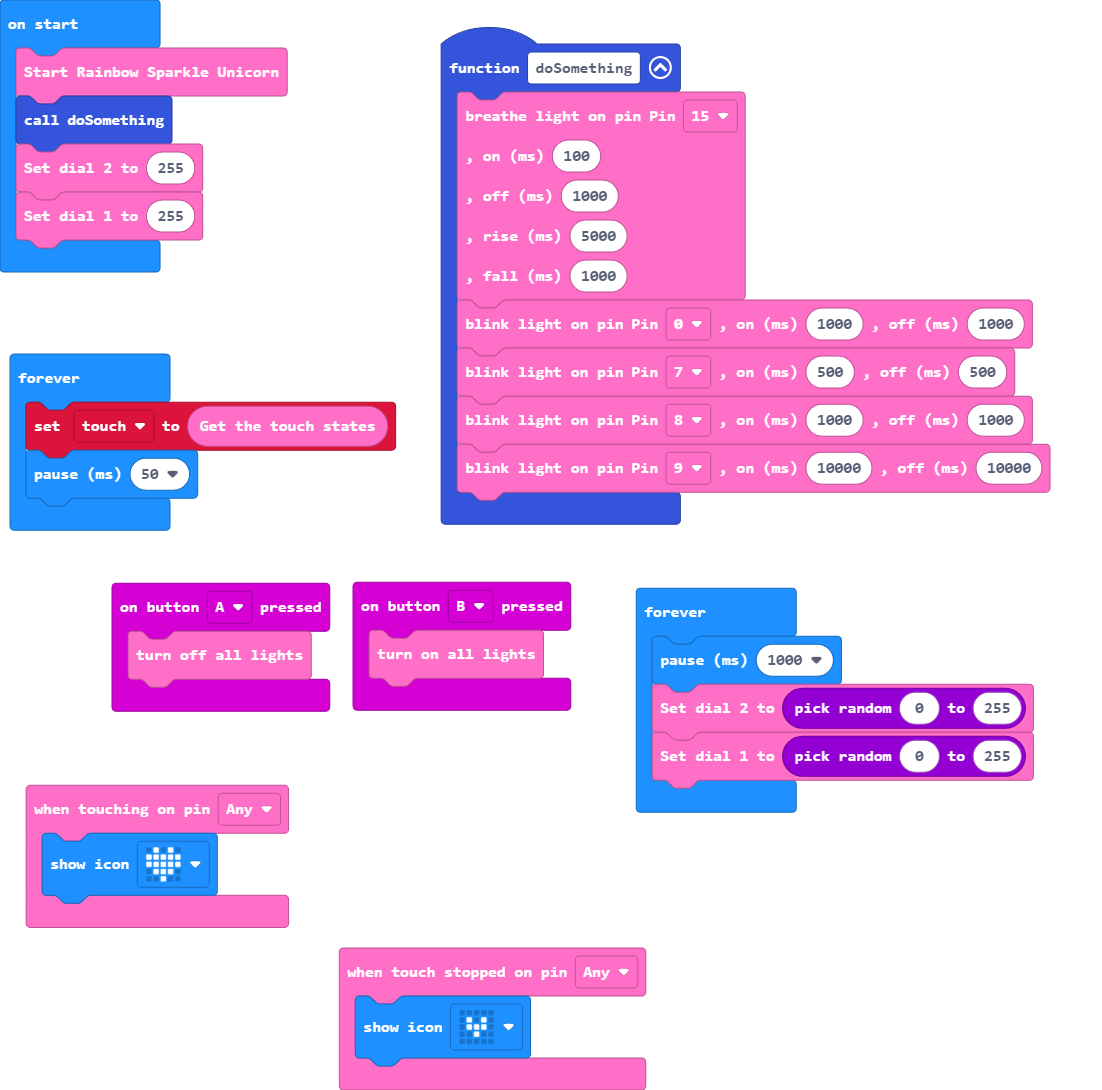 on start
Start Rainbow Sparkle Unicorn
call doSomething
Set dial 2 to 255
Set dial 1 to 255
function doSomething
breathe light on pin Pin 15
, on (ms) 100
, off (ms) 1000
, rise (ms) 5000
, fall (ms) 1000
blink light on pin Pin 0 , on (ms) 1000 , off (ms) 1000
blink light on pin Pin 7 , on (ms) 500 , off (ms) 500
blink light on pin Pin 8 , on (ms) 1000 , off (ms) 1000
blink light on pin Pin 9 , on (ms) 10000 , off (ms) 10000
forever
set touch to Get the touch states
pause (ms) 50
on button A pressed
turn off all lights
on button B pressed
turn on all lights
forever
pause (ms) 1000
Set dial 2 to pick random 0 to 255
Set dial 1 to pick random 0 to 255
when touching on pin Any
show icon
when touch stopped on pin Any
show icon